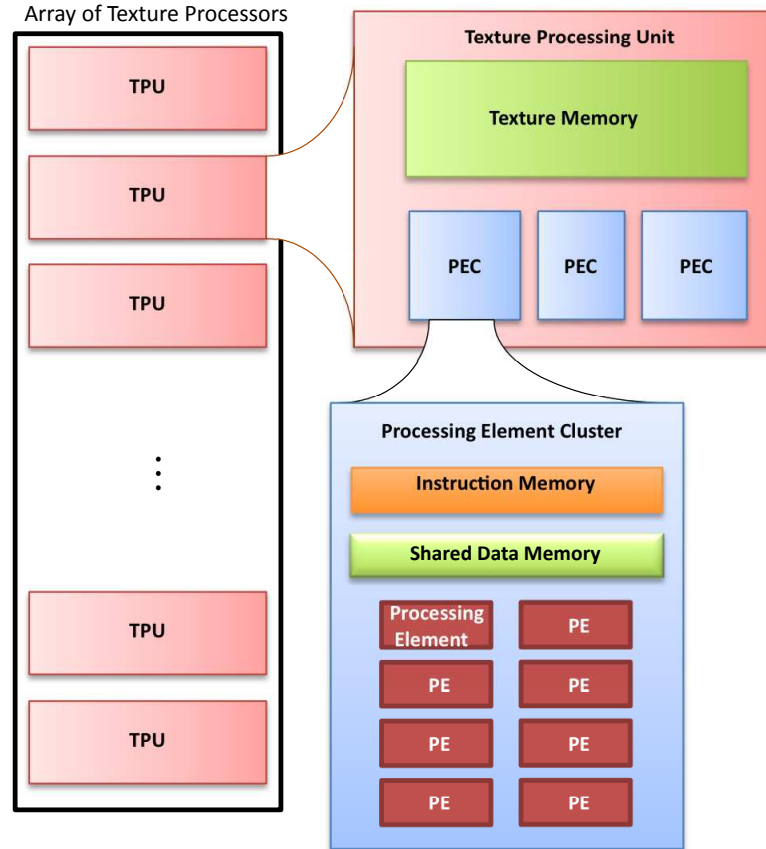 Array of Texture Processors
TPU
TPU
TPU
...
TPU
TPU
Texture Processing Unit
Texture Memory
PEC
PEC
PEC
Processing Element Cluster
Instruction Memory
Shared Data Memory
Processing
Element
PE
PE
PE
PE
PE
PE
PE